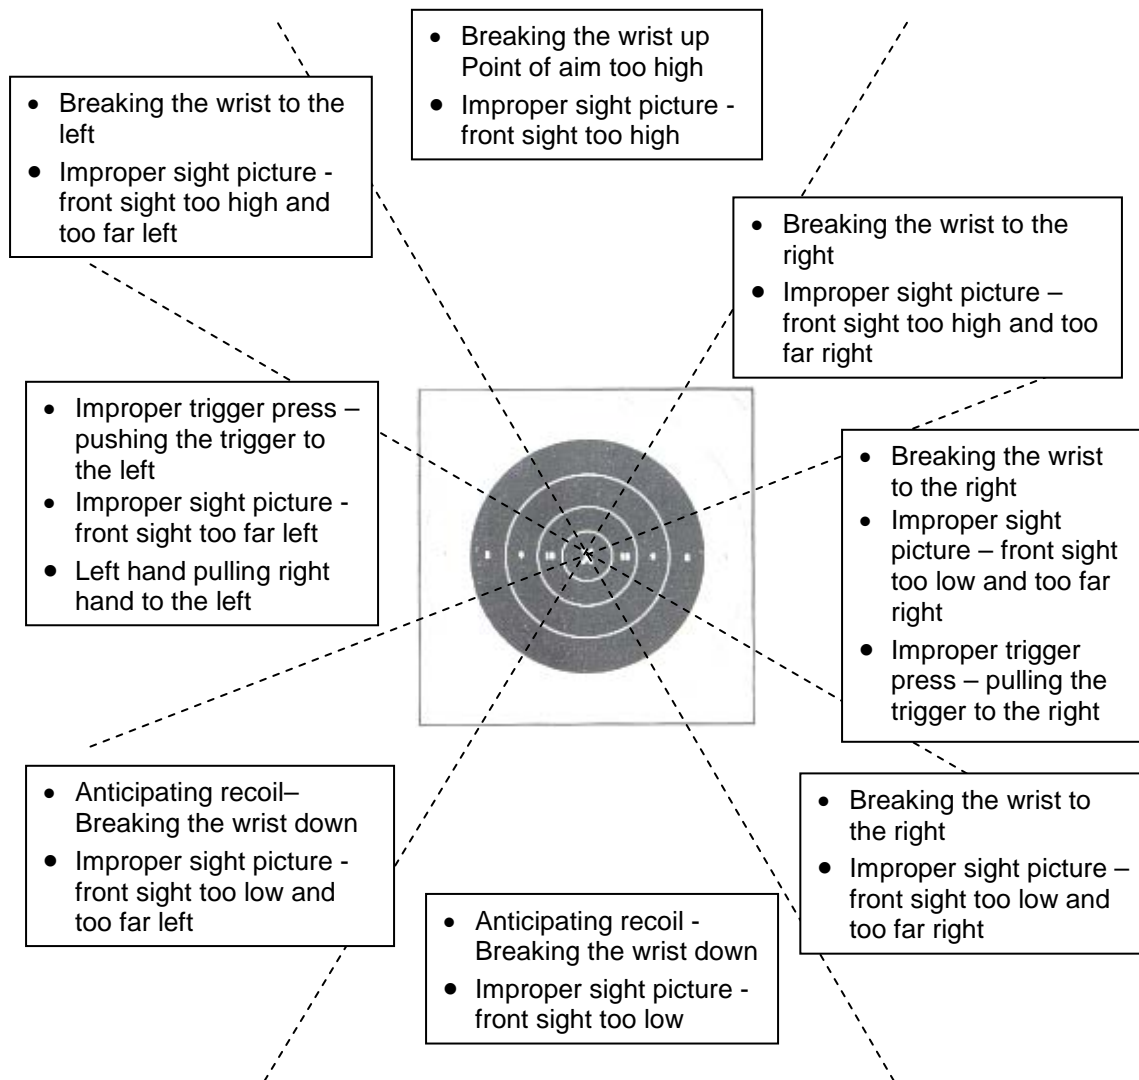 • Breaking the wrist up
Point of aim too high
• Improper sight picture -
front sight too high
• Breaking the wrist to the
left
• Improper sight picture -
front sight too high and
too far left
• Breaking the wrist to the
right
• Improper sight picture –
front sight too high and too
far right
• Improper trigger press –
pushing the trigger to
the left
• Improper sight picture -
front sight too far left
• Left hand pulling right
hand to the left
• Breaking the wrist
to the right
• Improper sight
picture – front sight
too low and too far
right
• Improper trigger
press – pulling the
trigger to the right
8 9 10 X 10 9 8
• Anticipating recoil–
Breaking the wrist down
• Improper sight picture -
front sight too low and
too far left
• Breaking the wrist to
the right
• Improper sight picture –
front sight too low and
too far right
• Anticipating recoil -
Breaking the wrist down
• Improper sight picture -
front sight too low